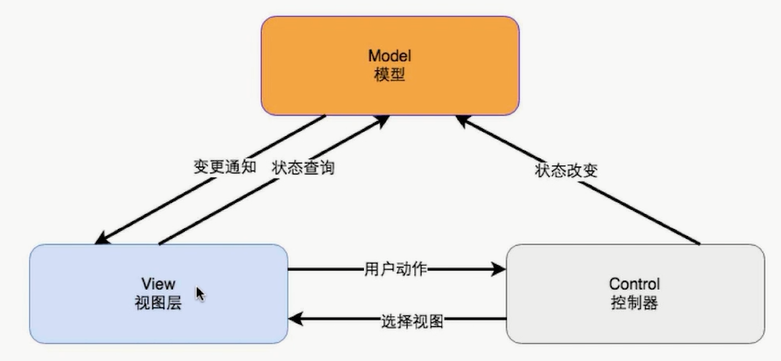 Model
模型
变更通知
状态查询
状态改变
View
视图层
用户动作
选择视图
Control
控制器